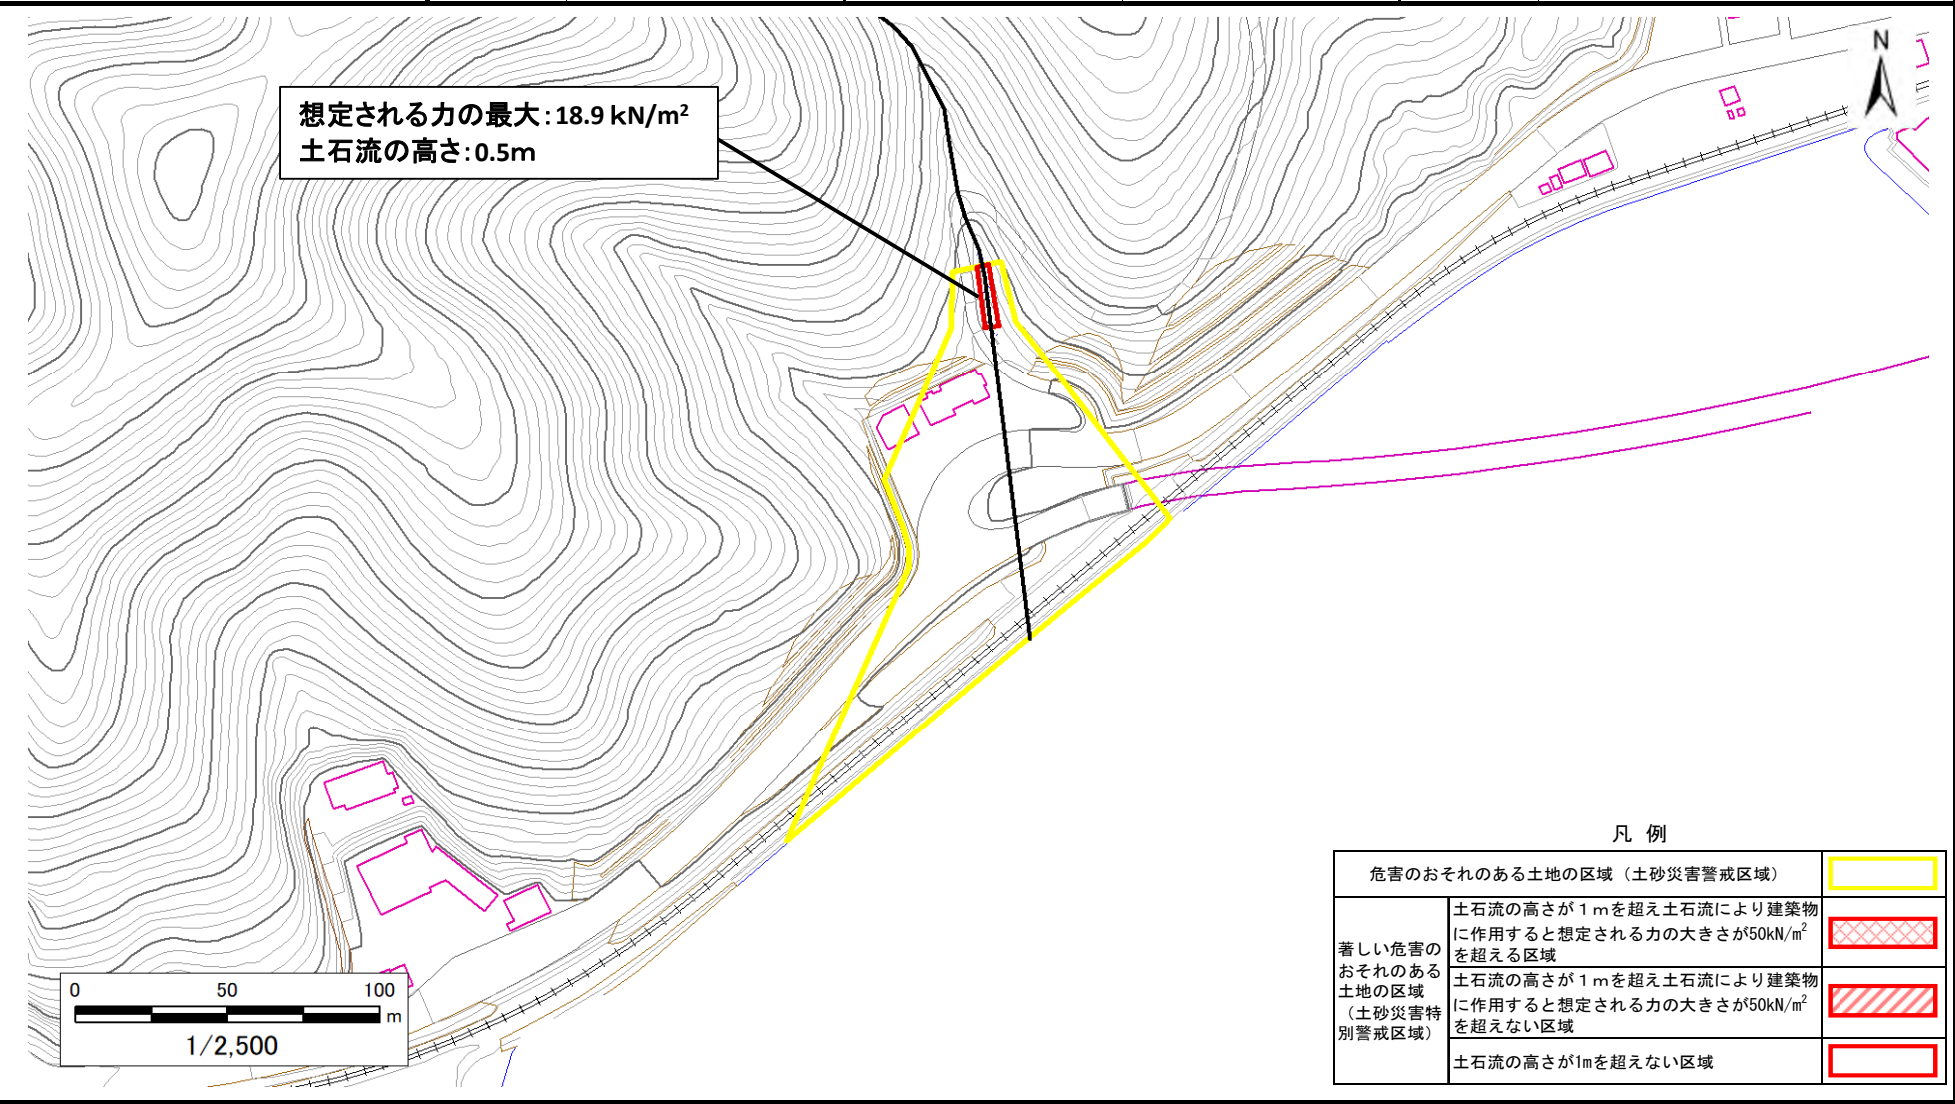 想定される力の最大:18.9 kN/m²
土石流の高さ:0.5m
N
凡 例
危害のおそれのある土地の区域（土砂災害警戒区域）
著しい危害の
おそれのある
土地の区域
（土砂災害特
別警戒区域）
土石流の高さが１ｍを超え土石流により建築物
に作用すると想定される力の大きさが50kN/㎡
を超える区域
土石流の高さが１ｍを超え土石流により建築物
に作用すると想定される力の大きさが50kN/㎡
を超えない区域
土石流の高さが1mを超えない区域
0 50 100
m
1/2,500